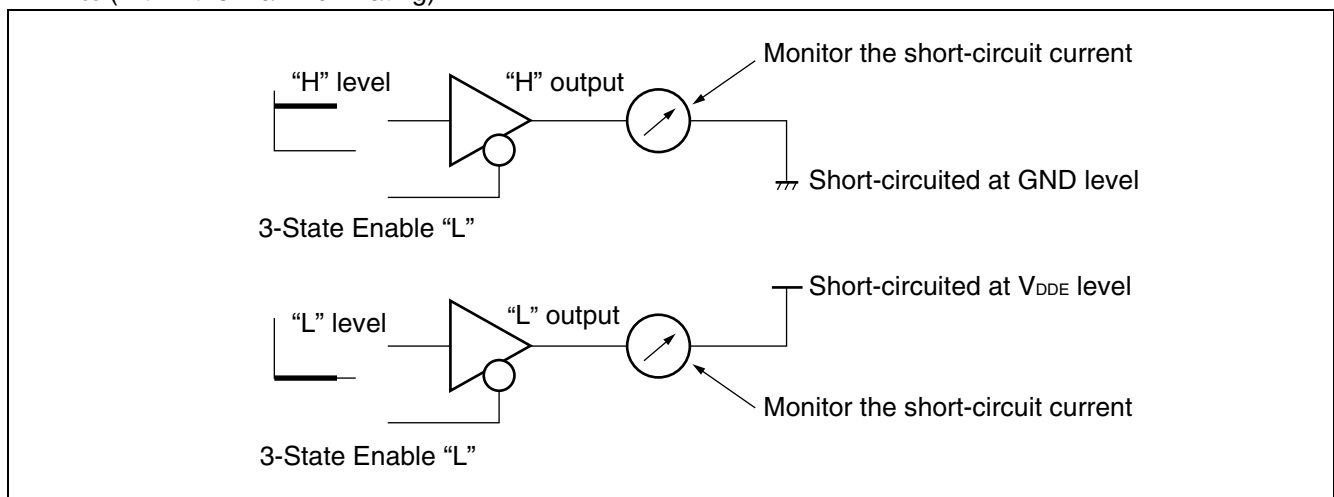 Monitor the short-circuit current
“H” level
“H” output
Short-circuited at GND level
3-State Enable “L”
Short-circuited at VDDE level
“L” level
“L” output
Monitor the short-circuit current
3-State Enable “L”